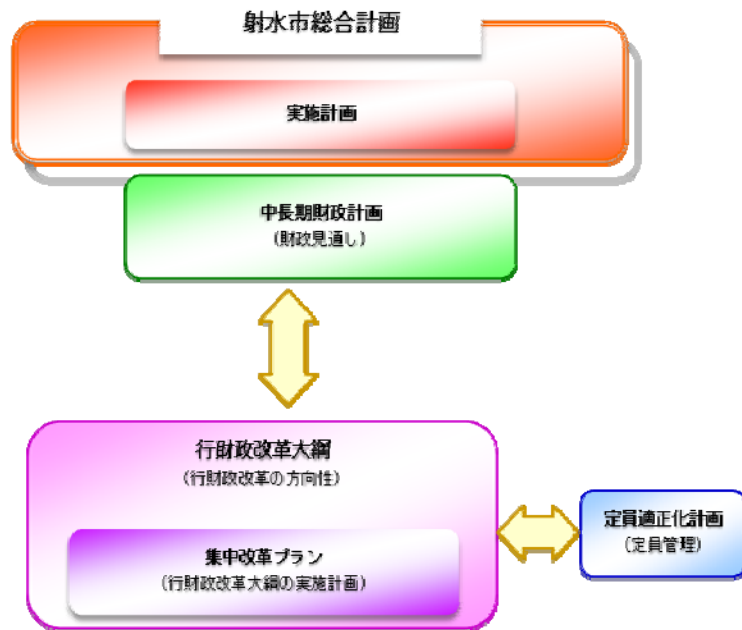 射水市総合計画
実施計画
中長期財政計画
(財政見通し)
行財政改革大綱
(行財政改革の方向性)
集中改革プラン
(行財政改革大綱の実施計画)
定員適正化計画
(定員管理)